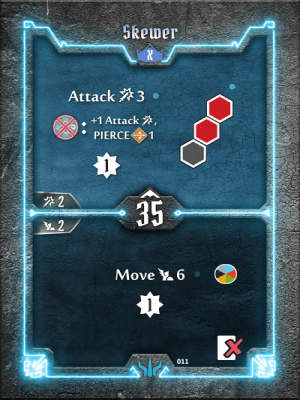 Skewer
X
Attack 3
+1 Attack ,
PIERCE 1
1
2
35
2
Move 6
1
011